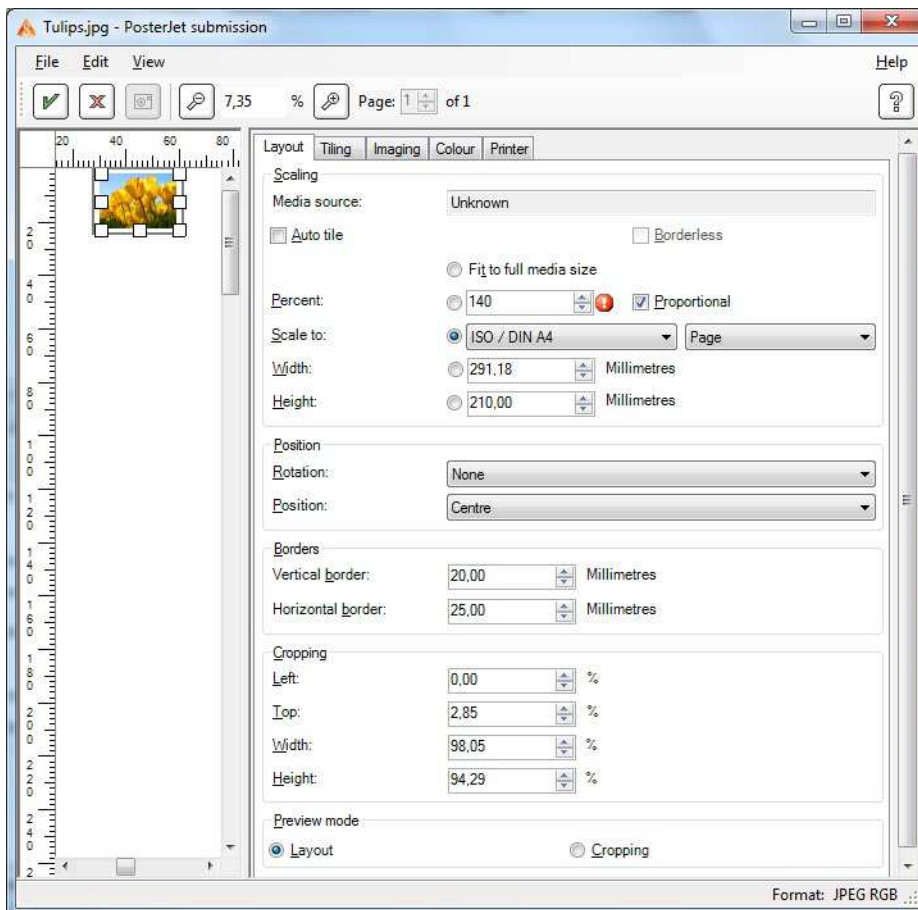 Tulips.jpg - PosterJet submission
File Edit View Help
7,35 % Page: 1 of 1
20 40 60 80
20
40
60
80
100
120
140
160
180
200
220
240
2
Layout Tiling Imaging Colour Printer
Scaling
Media source: Unknown
Auto tile Borderless
Fit to full media size
Percent: 140 Proportional
Scale to: ISO / DIN A4 Page
Width: 291,18 Millimetres
Height: 210,00 Millimetres
Position
Rotation: None
Position: Centre
Borders
Vertical border: 20,00 Millimetres
Horizontal border: 25,00 Millimetres
Cropping
Left: 0,00 %
Top: 2,85 %
Width: 98,05 %
Height: 94,29 %
Preview mode
Layout Cropping
Format: JPEG RGB